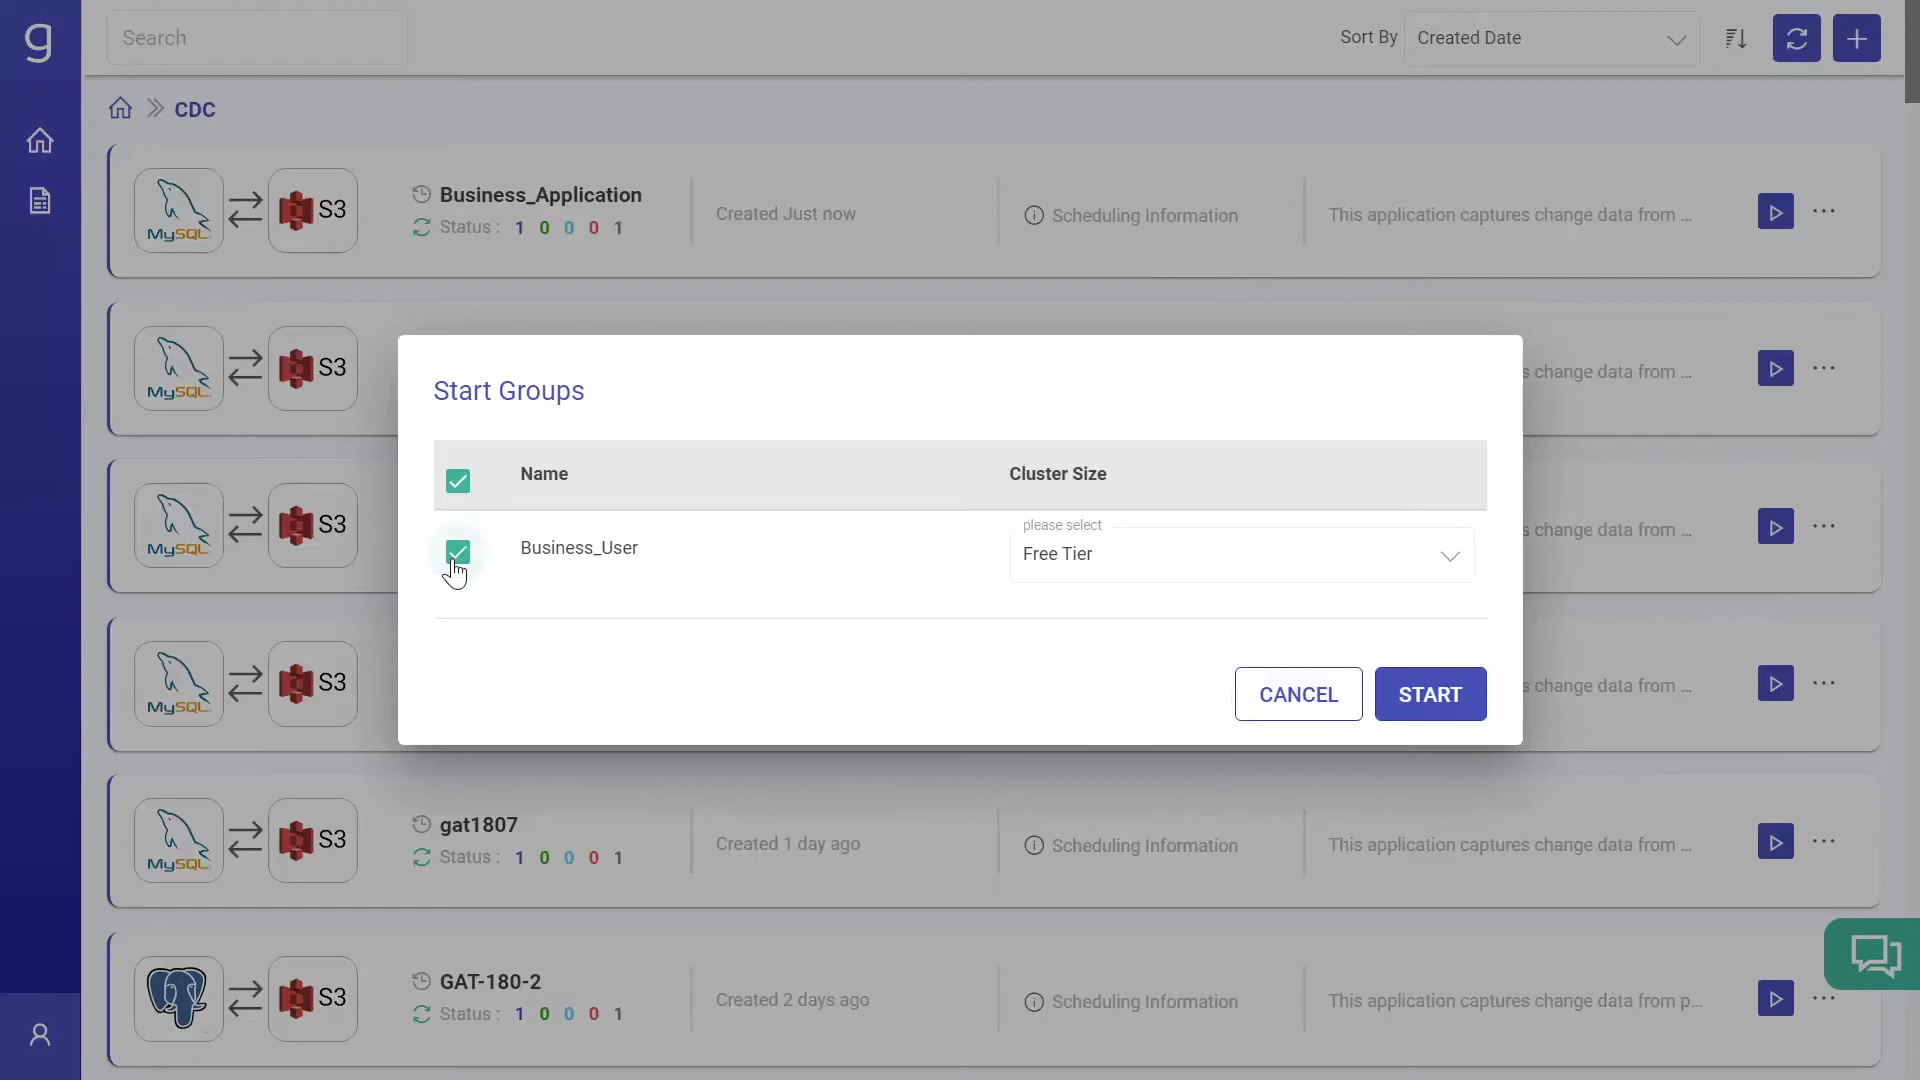 g
Search
Sort By
Created Date
CDC
MySQL
S3
Business_Application
Status : 1 0 0 0 1
Created Just now
Scheduling Information
This application captures change data from ...
MySQL
S3
s change data from ...
MySQL
S3
s change data from ...
MySQL
S3
s change data from ...
Start Groups
Name
Cluster Size
Business_User
please select
Free Tier
CANCEL
START
MySQL
S3
gat1807
Status : 1 0 0 0 1
Created 1 day ago
Scheduling Information
This application captures change data from ...
S3
GAT-180-2
Status : 1 0 0 0 1
Created 2 days ago
Scheduling Information
This application captures change data from p...